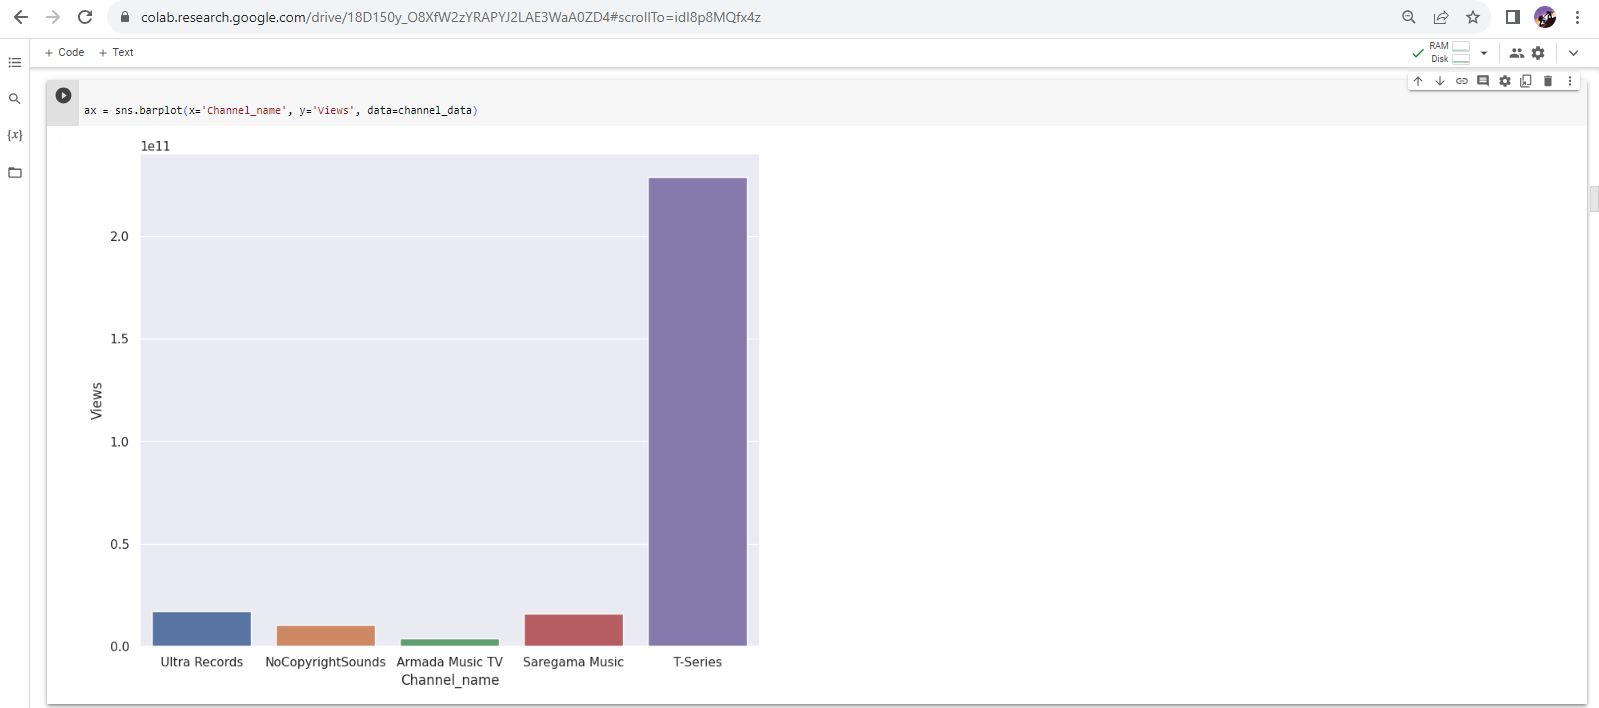 colab.research.google.com/drive/18D150y_O8XfW2zYRAPYJ2LAE3WaA0ZD4#scrollTo=idI8p8MQfx4z
+ Code + Text
RAM
Disk
{x}
ax = sns.barplot(x='Channel_name', y='Views', data=channel_data)
1e11
2.0
1.5
1.0
0.5
0.0
Views
Ultra Records NoCopyrightSounds Armada Music TV Saregama Music T-Series
Channel_name